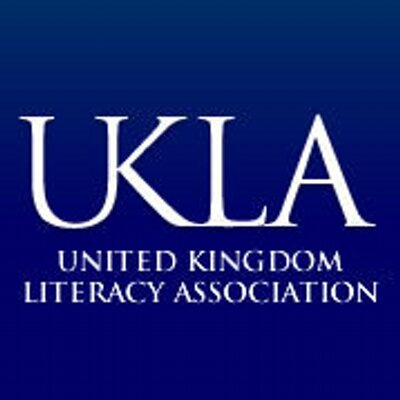 UKLA
UNITED KINGDOM
LITERACY ASSOCIATION